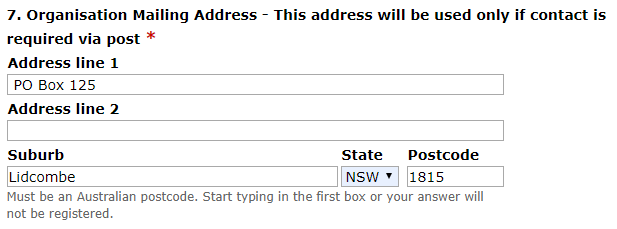 7. Organisation Mailing Address - This address will be used only if contact is
required via post *
Address line 1
PO Box 125
Address line 2
Suburb State Postcode
Lidcombe NSW ▼ 1815
Must be an Australian postcode. Start typing in the first box or your answer will
not be registered.